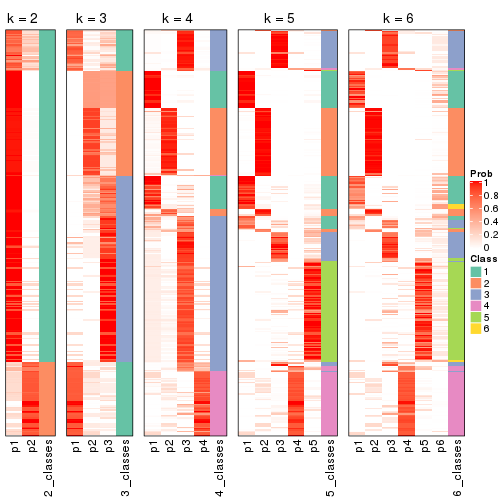 k = 2
k = 3
k = 4
k = 5
k = 6
p1
p2
2_classes
p1
p2
p3
3_classes
p1
p2
p3
p4
4_classes
p1
p2
p3
p4
p5
5_classes
p1
p2
p3
p4
p5
p6
6_classes
Prob
1
0.8
0.6
0.4
0.2
0
Class
1
2
3
4
5
6